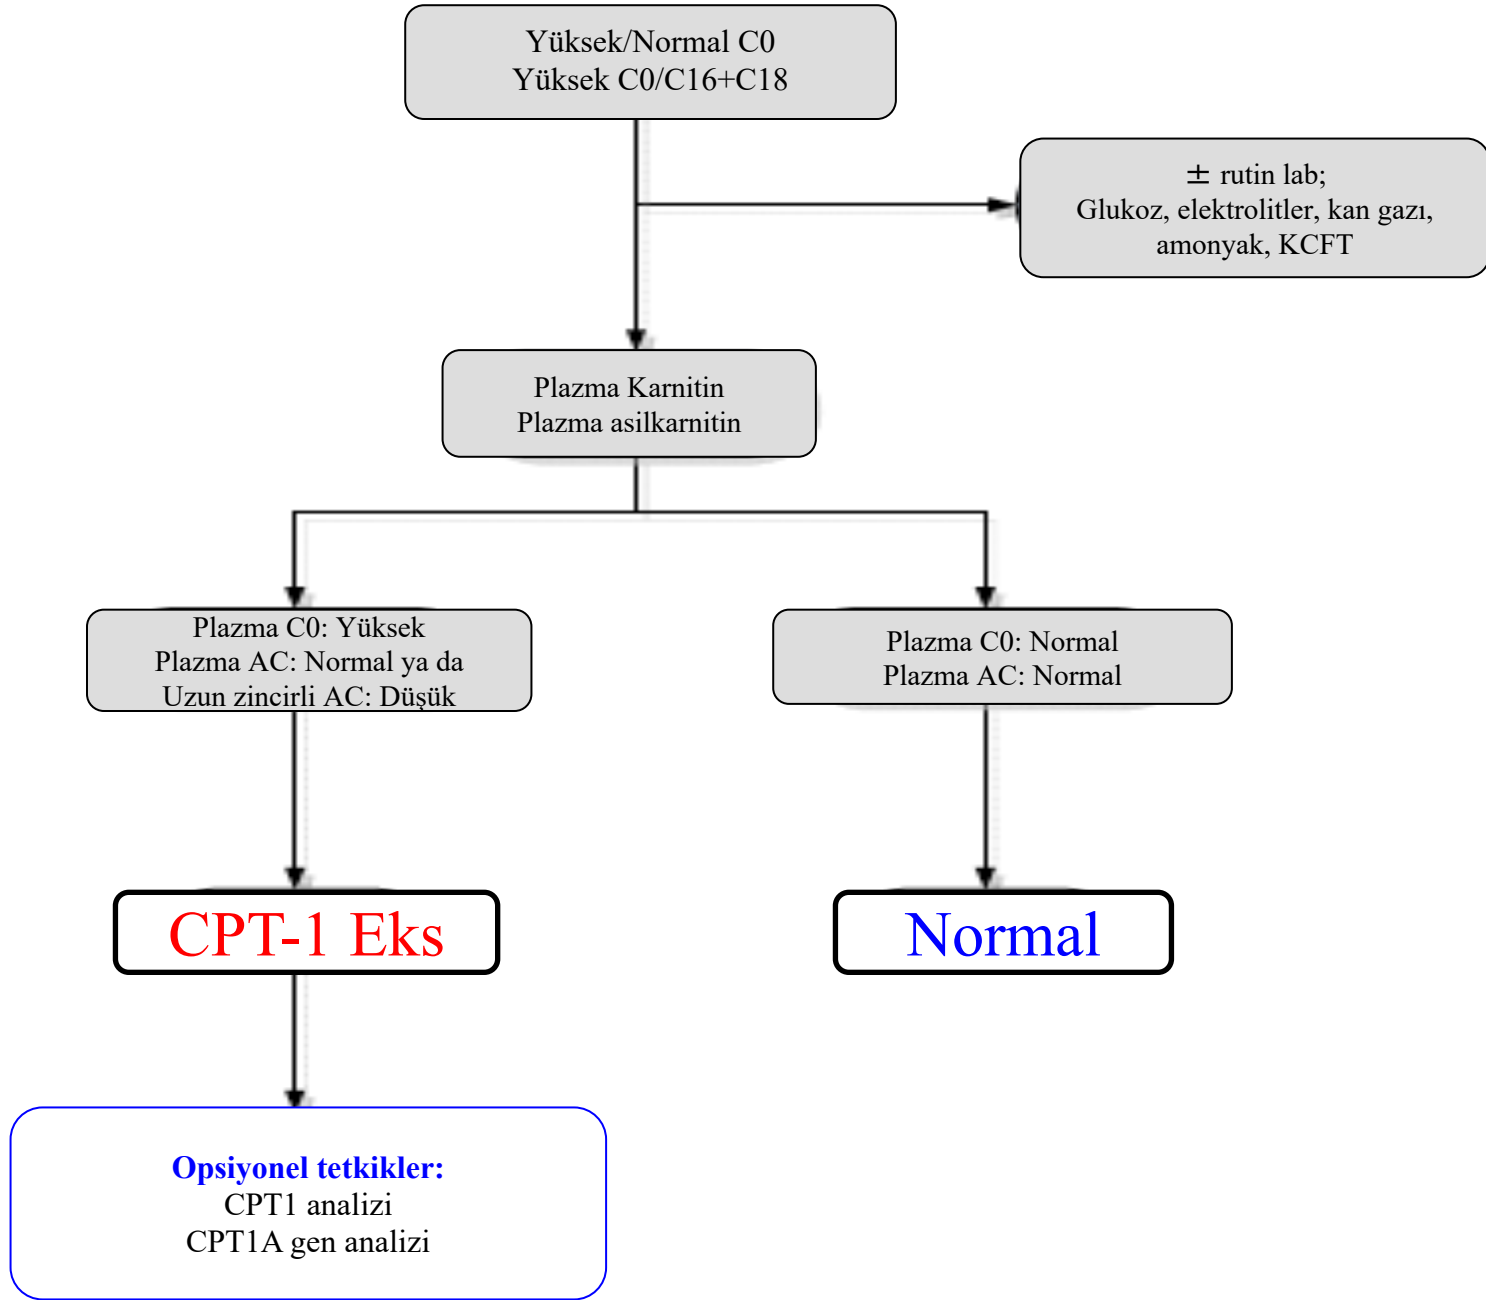 Yüksek/Normal C0
Yüksek C0/C16+C18
± rutin lab;
Glukoz, elektrolitler, kan gazı,
amonyak, KCFT
Plazma Karnitin
Plazma asilkarnitin
Plazma C0: Yüksek
Plazma AC: Normal ya da
Uzun zincirli AC: Düşük
Plazma C0: Normal
Plazma AC: Normal
CPT-1 Eks
Normal
Opsiyonel tetkikler:
CPT1 analizi
CPT1A gen analizi